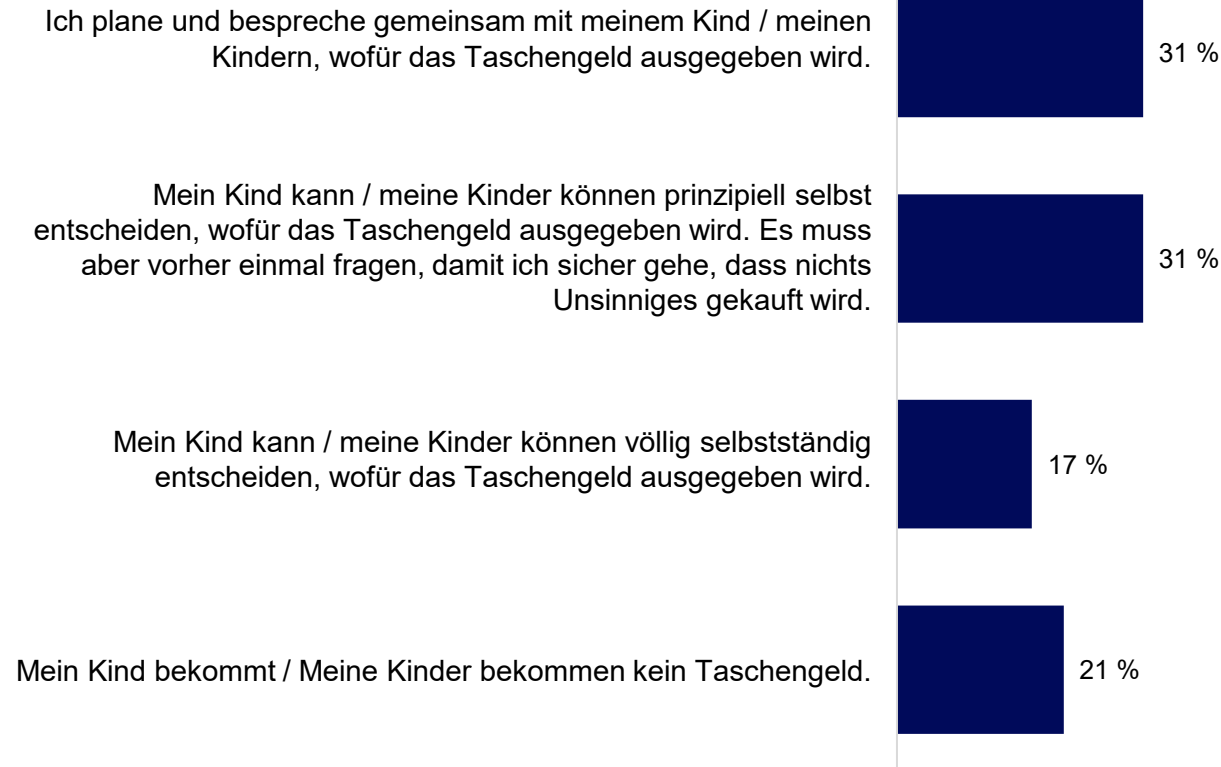 Ich plane und bespreche gemeinsam mit meinem Kind / meinen
Kindern, wofür das Taschengeld ausgegeben wird.
31 %
Mein Kind kann / meine Kinder können prinzipiell selbst
entscheiden, wofür das Taschengeld ausgegeben wird. Es muss
aber vorher einmal fragen, damit ich sicher gehe, dass nichts
Unsinniges gekauft wird.
31 %
Mein Kind kann / meine Kinder können völlig selbstständig
entscheiden, wofür das Taschengeld ausgegeben wird.
17 %
Mein Kind bekommt / Meine Kinder bekommen kein Taschengeld.
21 %